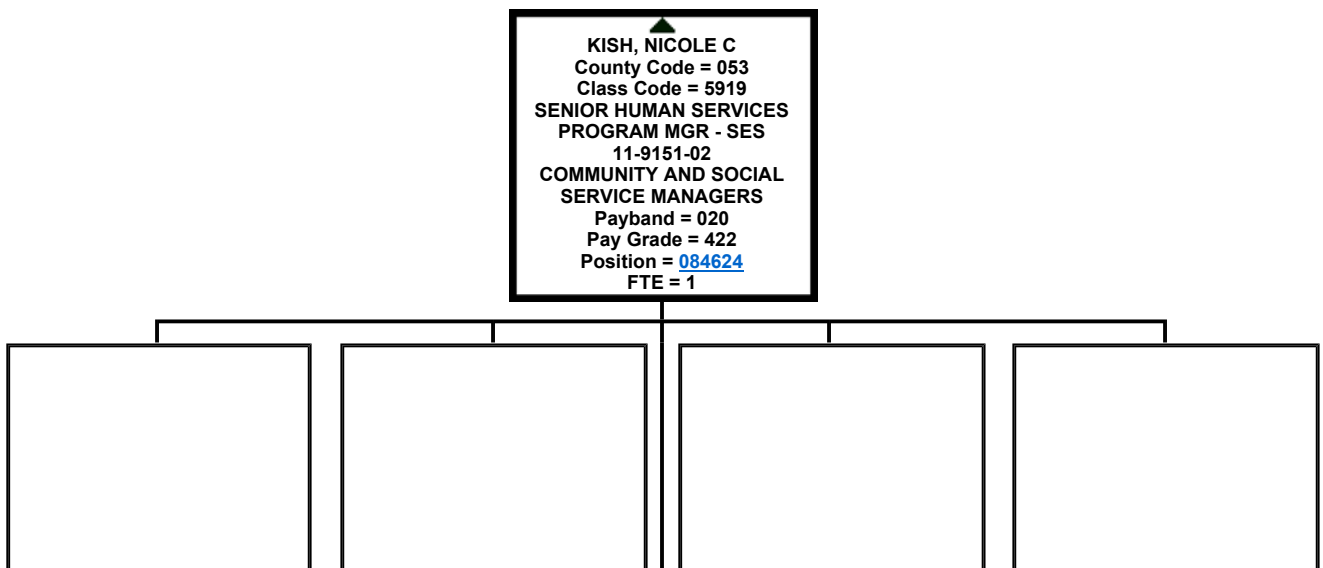 KISH, NICOLE C
County Code = 053
Class Code = 5919
SENIOR HUMAN SERVICES
PROGRAM MGR - SES
11-9151-02
COMMUNITY AND SOCIAL
SERVICE MANAGERS
Payband = 020
Pay Grade = 422
Position = 084624
FTE = 1